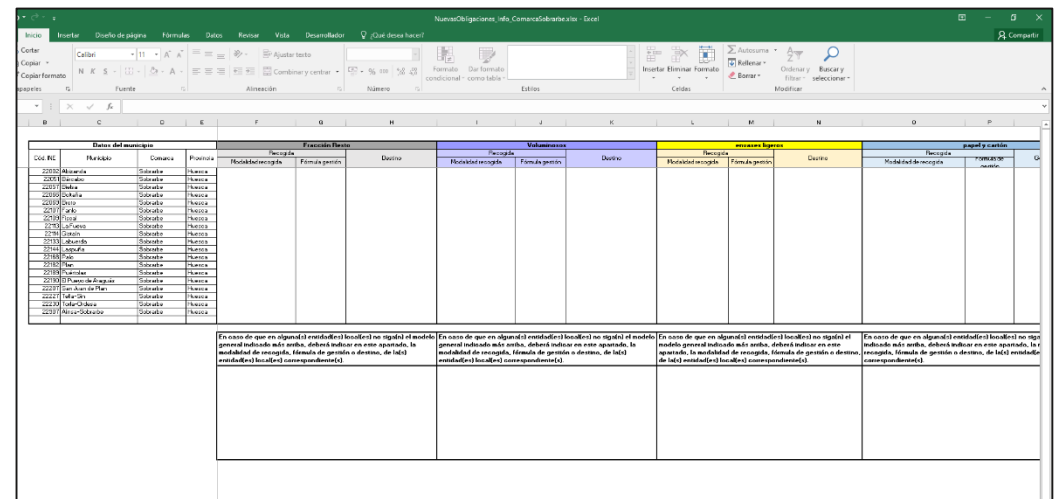 NuevasObligaciones_Info_ComarcaSobrarbe.xlsx - Excel
Inicio Insertar Diseño de página Fórmulas Datos Revisar Vista Desarrollador ¿Qué desea hacer? Compartir
Cortar
Copiar
Copiar formato
Calibri 11
N K S
Ajustar texto
Combinar y centrar
% 000
Formato condicional
Dar formato como tabla
Insertar Eliminar Formato
Autosuma
Rellenar
Borrar
Ordenar y filtrar
Buscar y seleccionar
Fuente Alineación Número Estilos Celdas Modificar
B C D E F G H I J K L M N O P
Datos del municipio Fracción Resto Voluminosos envases ligeros papel y cartón
Cód. INE Municipio Comarca Provincia
Recogida Destino Recogida Destino Recogida Destino Recogida
Modalidad recogida Fórmula gestión Modalidad recogida Fórmula gestión Modalidad recogida Fórmula gestión Modalidad de recogida Fórmulas de gestión
22002 Abizanda Sobrarbe Huesca
22051 Bárcabo Sobrarbe Huesca
22057 Bielsa Sobrarbe Huesca
22066 Boltaña Sobrarbe Huesca
22069 Broto Sobrarbe Huesca
22107 Fanlo Sobrarbe Huesca
22109 Fiscal Sobrarbe Huesca
22113 La Fueva Sobrarbe Huesca
22114 Gistaín Sobrarbe Huesca
22133 Labuerda Sobrarbe Huesca
22144 Laspuña Sobrarbe Huesca
22168 Palo Sobrarbe Huesca
22182 Plan Sobrarbe Huesca
22189 Puértolas Sobrarbe Huesca
22190 El Pueyo de Araguás Sobrarbe Huesca
22207 San Juan de Plan Sobrarbe Huesca
22227 Tella-Sin Sobrarbe Huesca
22230 Torla-Ordesa Sobrarbe Huesca
22907 Aínsa-Sobrarbe Sobrarbe Huesca
En caso de que en alguna(s) entidad(es) local(es) no siga(n) el modelo
general indicado más arriba, deberá indicar en este apartado, la
modalidad de recogida, fórmula de gestión o destino, de la(s)
entidad(es) local(es) correspondiente(s).
En caso de que en alguna(s) entidad(es) local(es) no siga(n) el modelo
general indicado más arriba, deberá indicar en este apartado, la
modalidad de recogida, fórmula de gestión o destino, de la(s)
entidad(es) local(es) correspondiente(s).
En caso de que en alguna(s) entidad(es) local(es) no siga(n) el
modelo general indicado más arriba, deberá indicar en este
apartado, la modalidad de recogida, fórmula de gestión o destino,
de la(s) entidad(es) local(es) correspondiente(s).
En caso de que en alguna(s) entidad(es) local(es) no siga
indicado más arriba, deberá indicar en este apartado, la
recogida, fórmula de gestión o destino, de la(s) entidad(e
correspondiente(s).